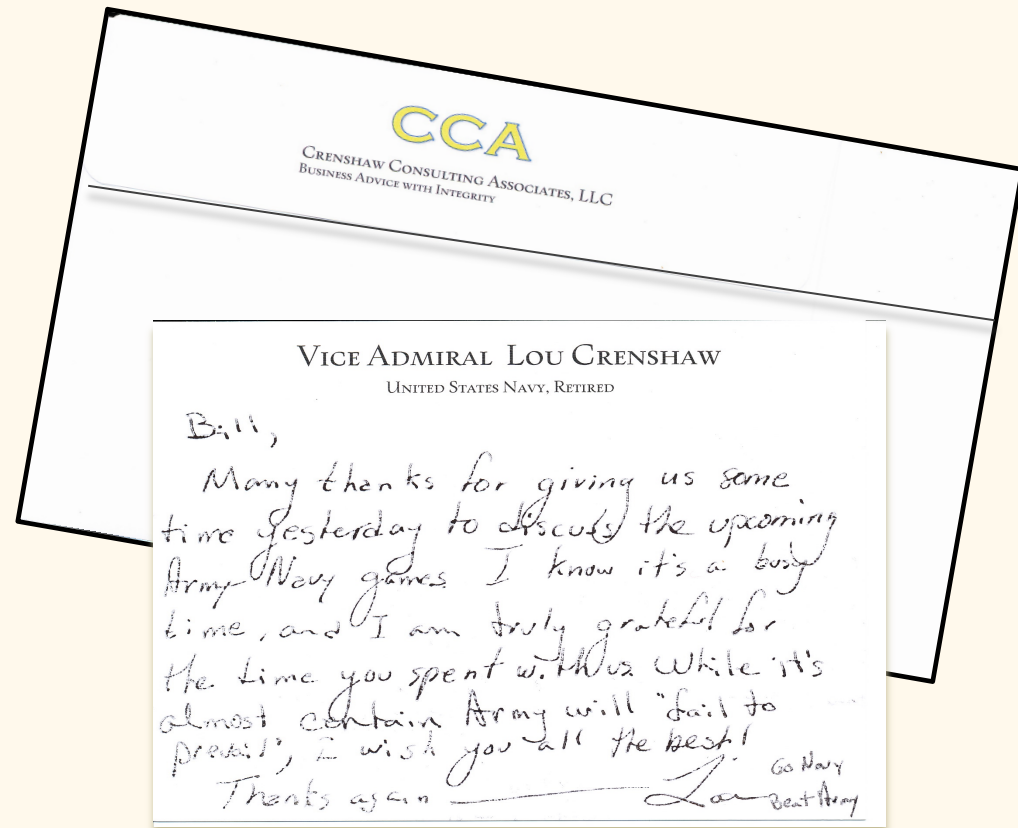 CCA
CRENSHAW CONSULTING ASSOCIATES, LLC
BUSINESS ADVICE WITH INTEGRITY
VICE ADMIRAL LOU CRENSHAW
UNITED STATES NAVY, RETIRED
Bill,
Many thanks for giving us some
time yesterday to discuss the upcoming
Army-Navy games. I know it's a busy
time, and I am truly grateful for
the time you spent with us. While it's
almost certain Army will "fail to
prevail", I wish you all the best!
Thanks again — Lou
Go Navy
Beat Army